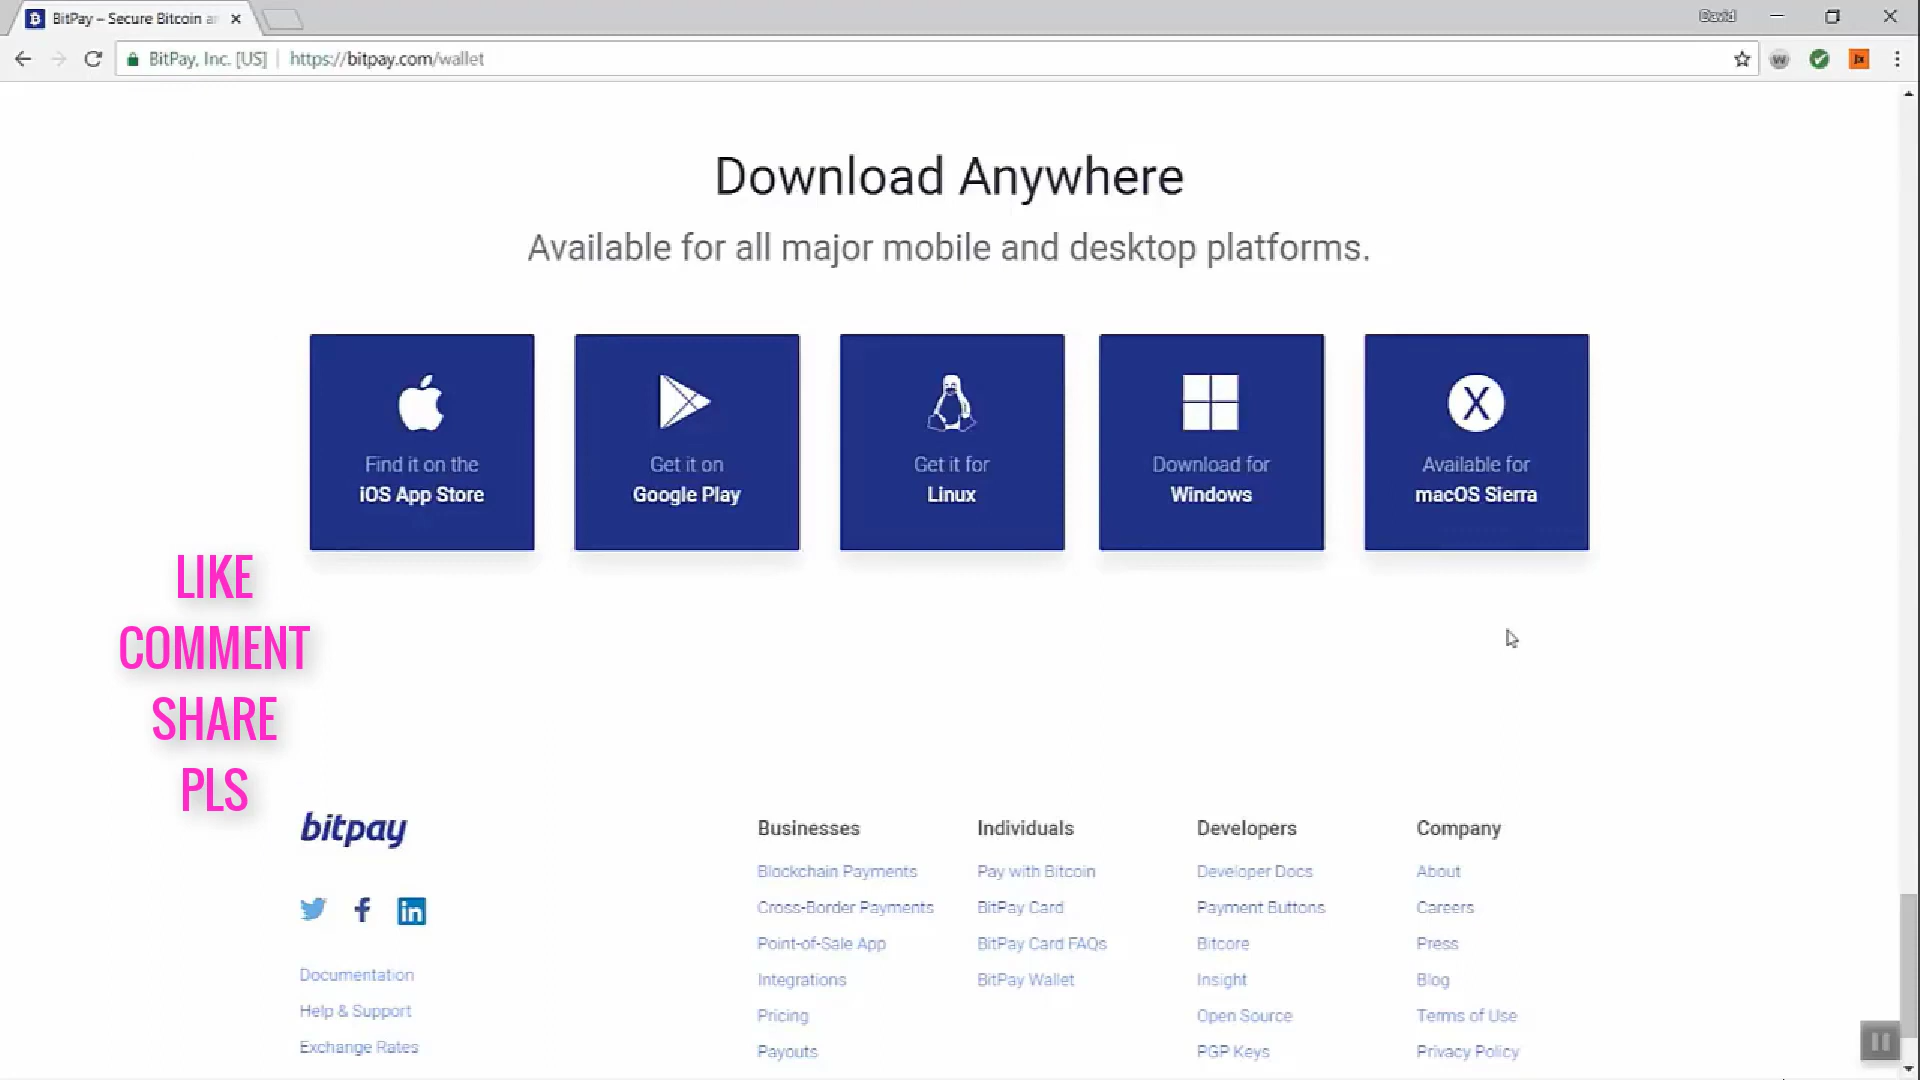 BitPay – Secure Bitcoin a
David
BitPay, Inc. [US]
https://bitpay.com/wallet
Download Anywhere
Available for all major mobile and desktop platforms.
Find it on the
iOS App Store
Get it on
Google Play
Get it for
Linux
Download for
Windows
X
Available for
macOS Sierra
LIKE
COMMENT
SHARE
PLS
bitpay
in
Documentation
Help & Support
Exchange Rates
Businesses
Blockchain Payments
Cross-Border Payments
Point-of-Sale App
Integrations
Pricing
Payouts
Individuals
Pay with Bitcoin
BitPay Card
BitPay Card FAQs
BitPay Wallet
Developers
Developer Docs
Payment Buttons
Bitcore
Insight
Open Source
PGP Keys
Company
About
Careers
Press
Blog
Terms of Use
Privacy Policy